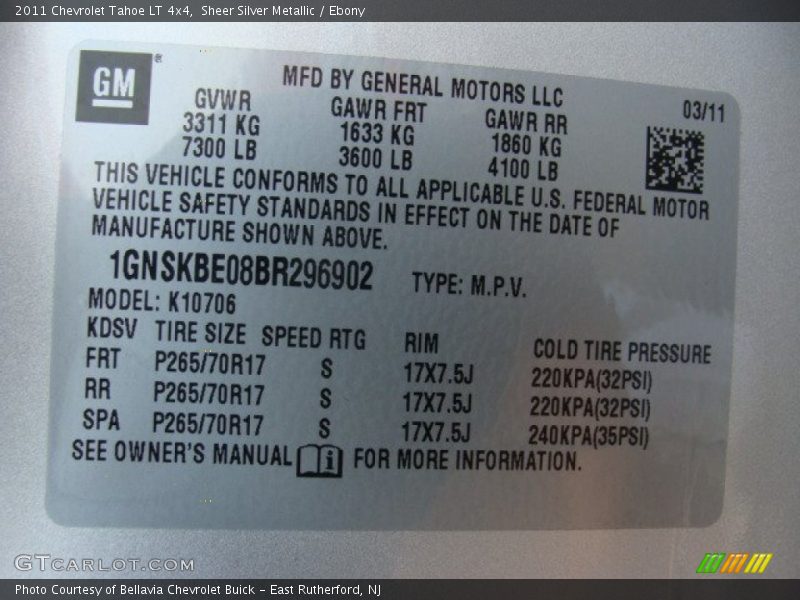 2011 Chevrolet Tahoe LT 4x4, Sheer Silver Metallic / Ebony
GM®
MFD BY GENERAL MOTORS LLC
GVWR GAWR FRT GAWR RR 03/11
3311 KG 1633 KG 1860 KG
7300 LB 3600 LB 4100 LB
THIS VEHICLE CONFORMS TO ALL APPLICABLE U.S. FEDERAL MOTOR
VEHICLE SAFETY STANDARDS IN EFFECT ON THE DATE OF
MANUFACTURE SHOWN ABOVE.
1GNSKBE08BR296902 TYPE: M.P.V.
MODEL: K10706
KDSV TIRE SIZE SPEED RTG RIM COLD TIRE PRESSURE
FRT P265/70R17 S 17X7.5J 220KPA(32PSI)
RR P265/70R17 S 17X7.5J 220KPA(32PSI)
SPA P265/70R17 S 17X7.5J 240KPA(35PSI)
SEE OWNER'S MANUAL i FOR MORE INFORMATION.
GTCARLOT.COM
Photo Courtesy of Bellavia Chevrolet Buick – East Rutherford, NJ